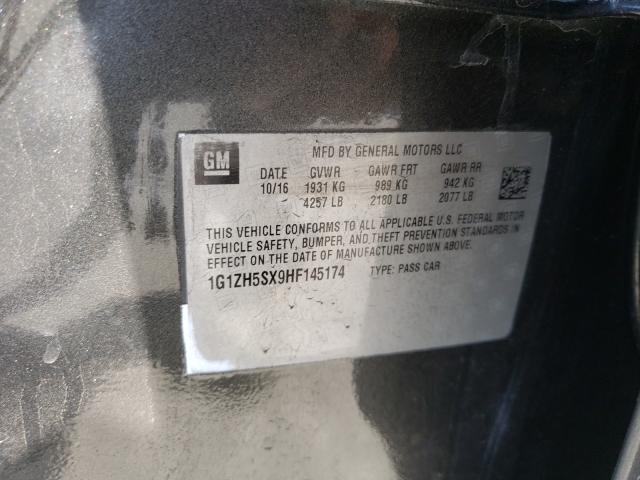 GM
MFD BY GENERAL MOTORS LLC
DATE GVWR GAWR FRT GAWR RR
10/16 1931 KG 989 KG 942 KG
4257 LB 2180 LB 2077 LB
THIS VEHICLE CONFORMS TO ALL APPLICABLE U.S. FEDERAL MOTOR
VEHICLE SAFETY, BUMPER, AND THEFT PREVENTION STANDARDS IN
EFFECT ON THE DATE OF MANUFACTURE SHOWN ABOVE.
1G1ZH5SX9HF145174 TYPE: PASS CAR